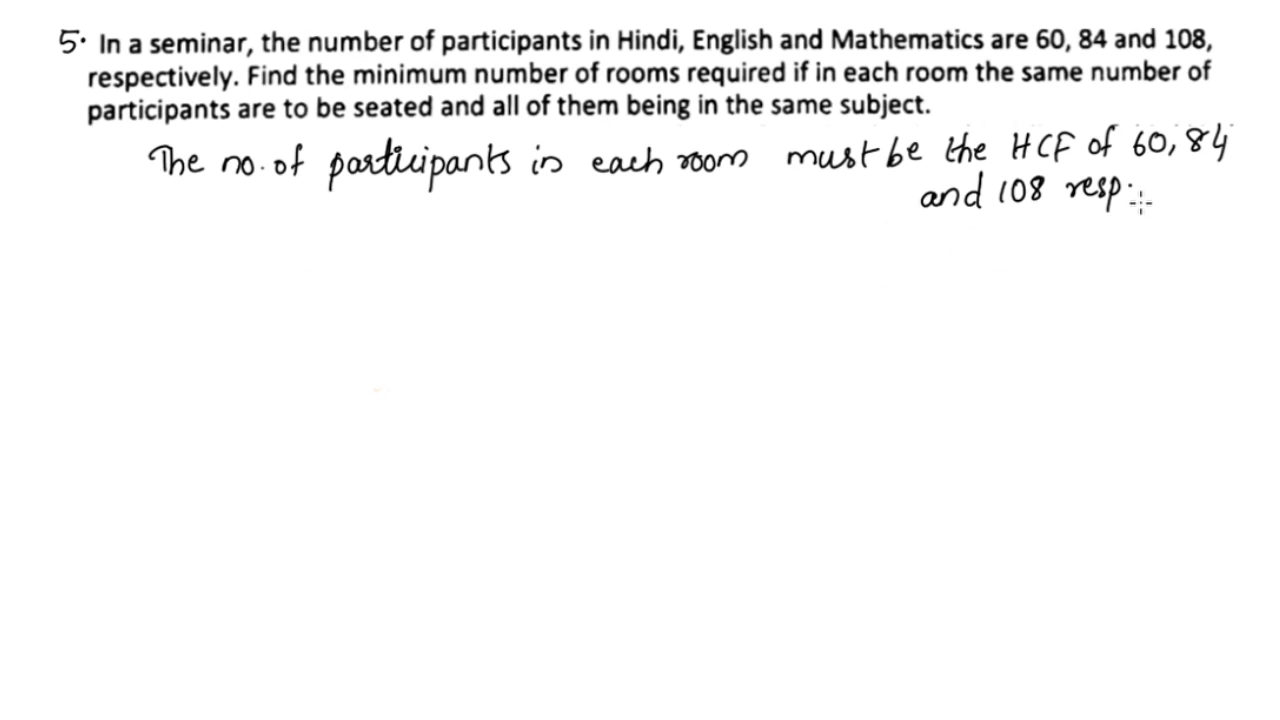 5. In a seminar, the number of participants in Hindi, English and Mathematics are 60, 84 and 108,
respectively. Find the minimum number of rooms required if in each room the same number of
participants are to be seated and all of them being in the same subject.
The no. of participants in each room must be the HCF of 60, 84
and 108 resp.